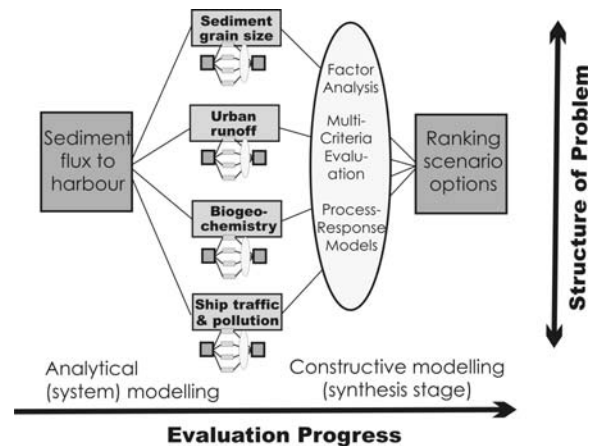 Sediment
grain size
Urban
runoff
Biogeo-
chemistry
Ship traffic
& pollution
Sediment
flux to
harbour
Factor
Analysis
Multi-
Criteria
Evalu-
ation
Process-
Response
Models
Ranking
scenario
options
Structure of Problem
Analytical
(system) modelling
Constructive modelling
(synthesis stage)
Evaluation Progress